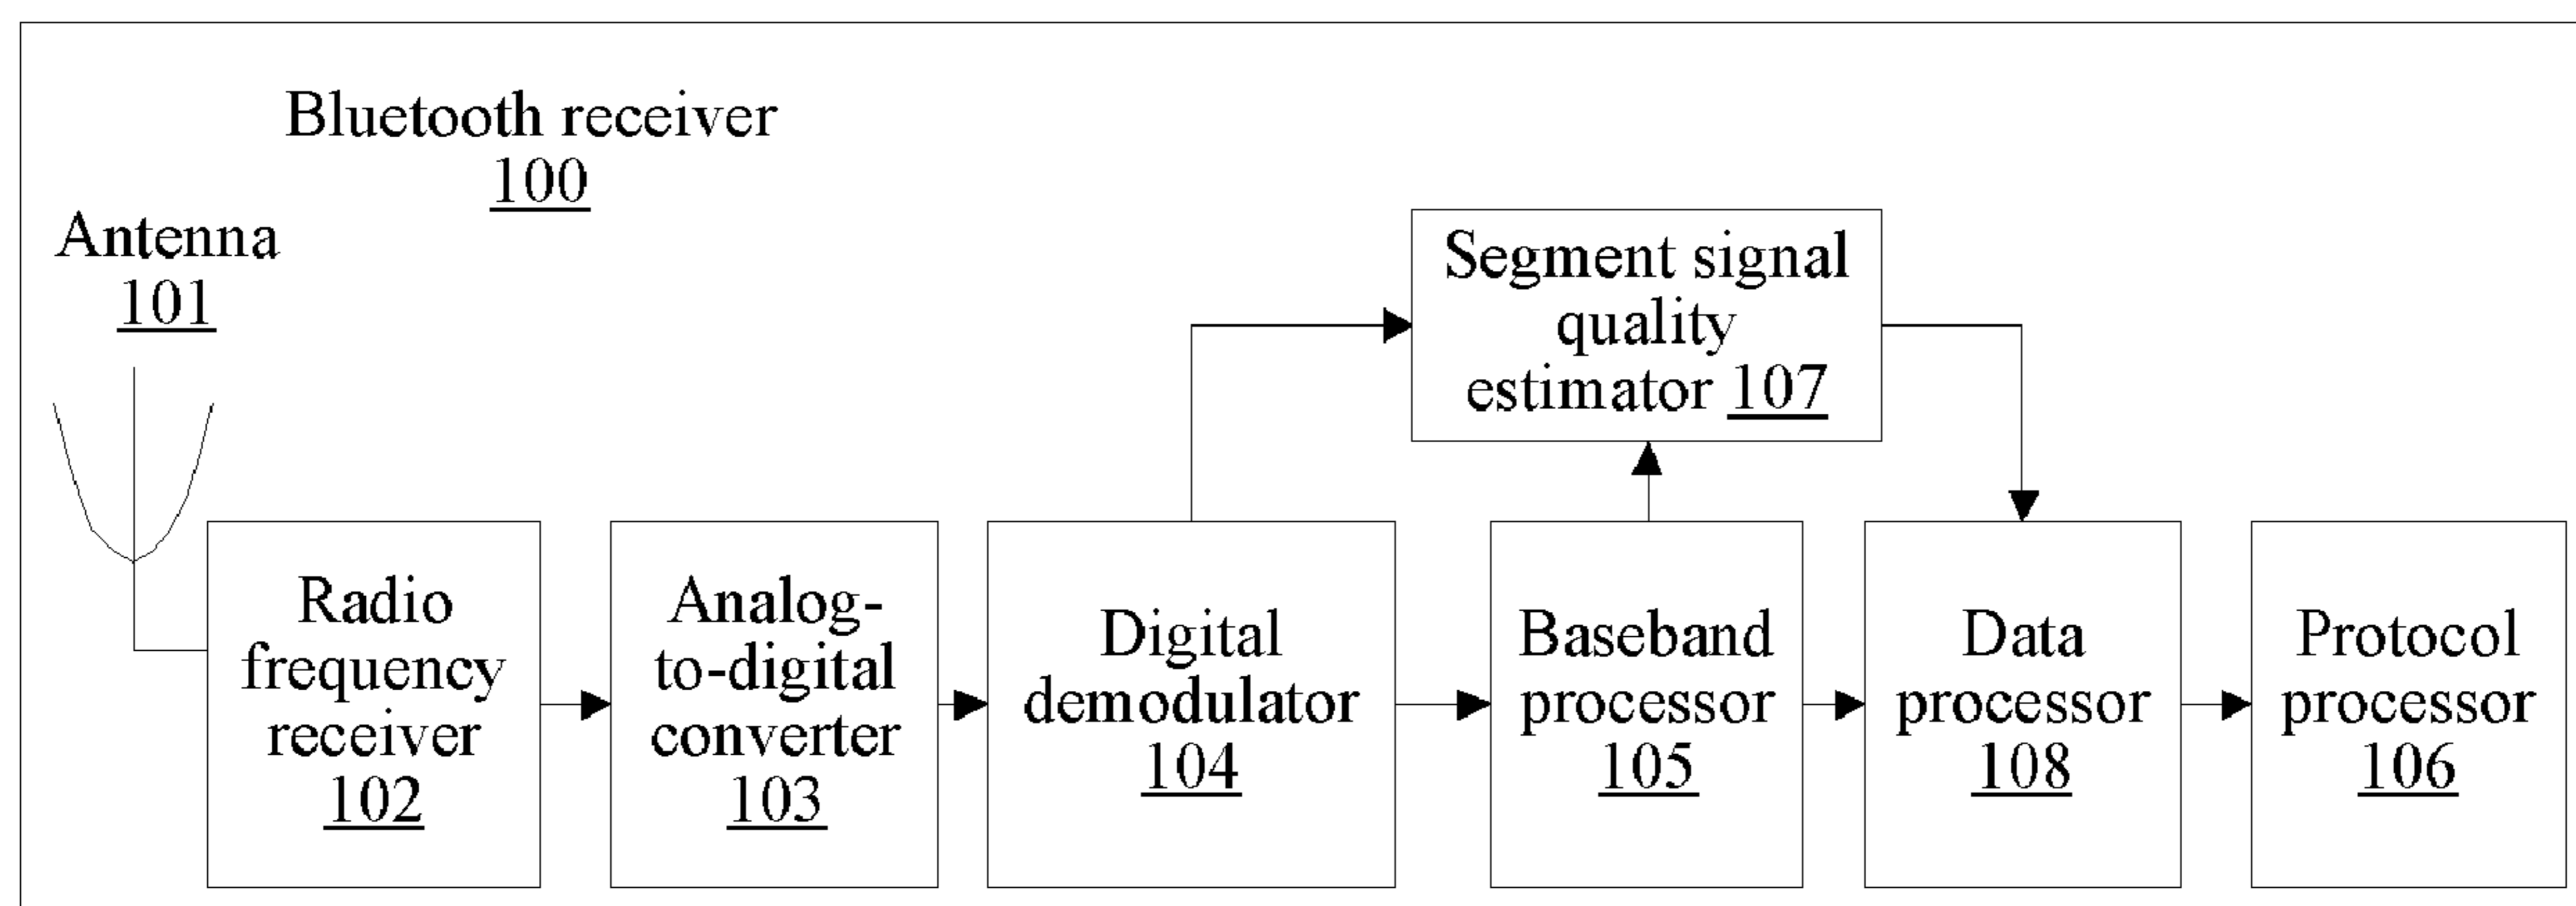 Bluetooth receiver
100
Antenna
101
Segment signal
quality
estimator 107
Radio
frequency
receiver
102
Analog-
to-digital
converter
103
Digital
demodulator
104
Baseband
processor
105
Data
processor
108
Protocol
processor
106